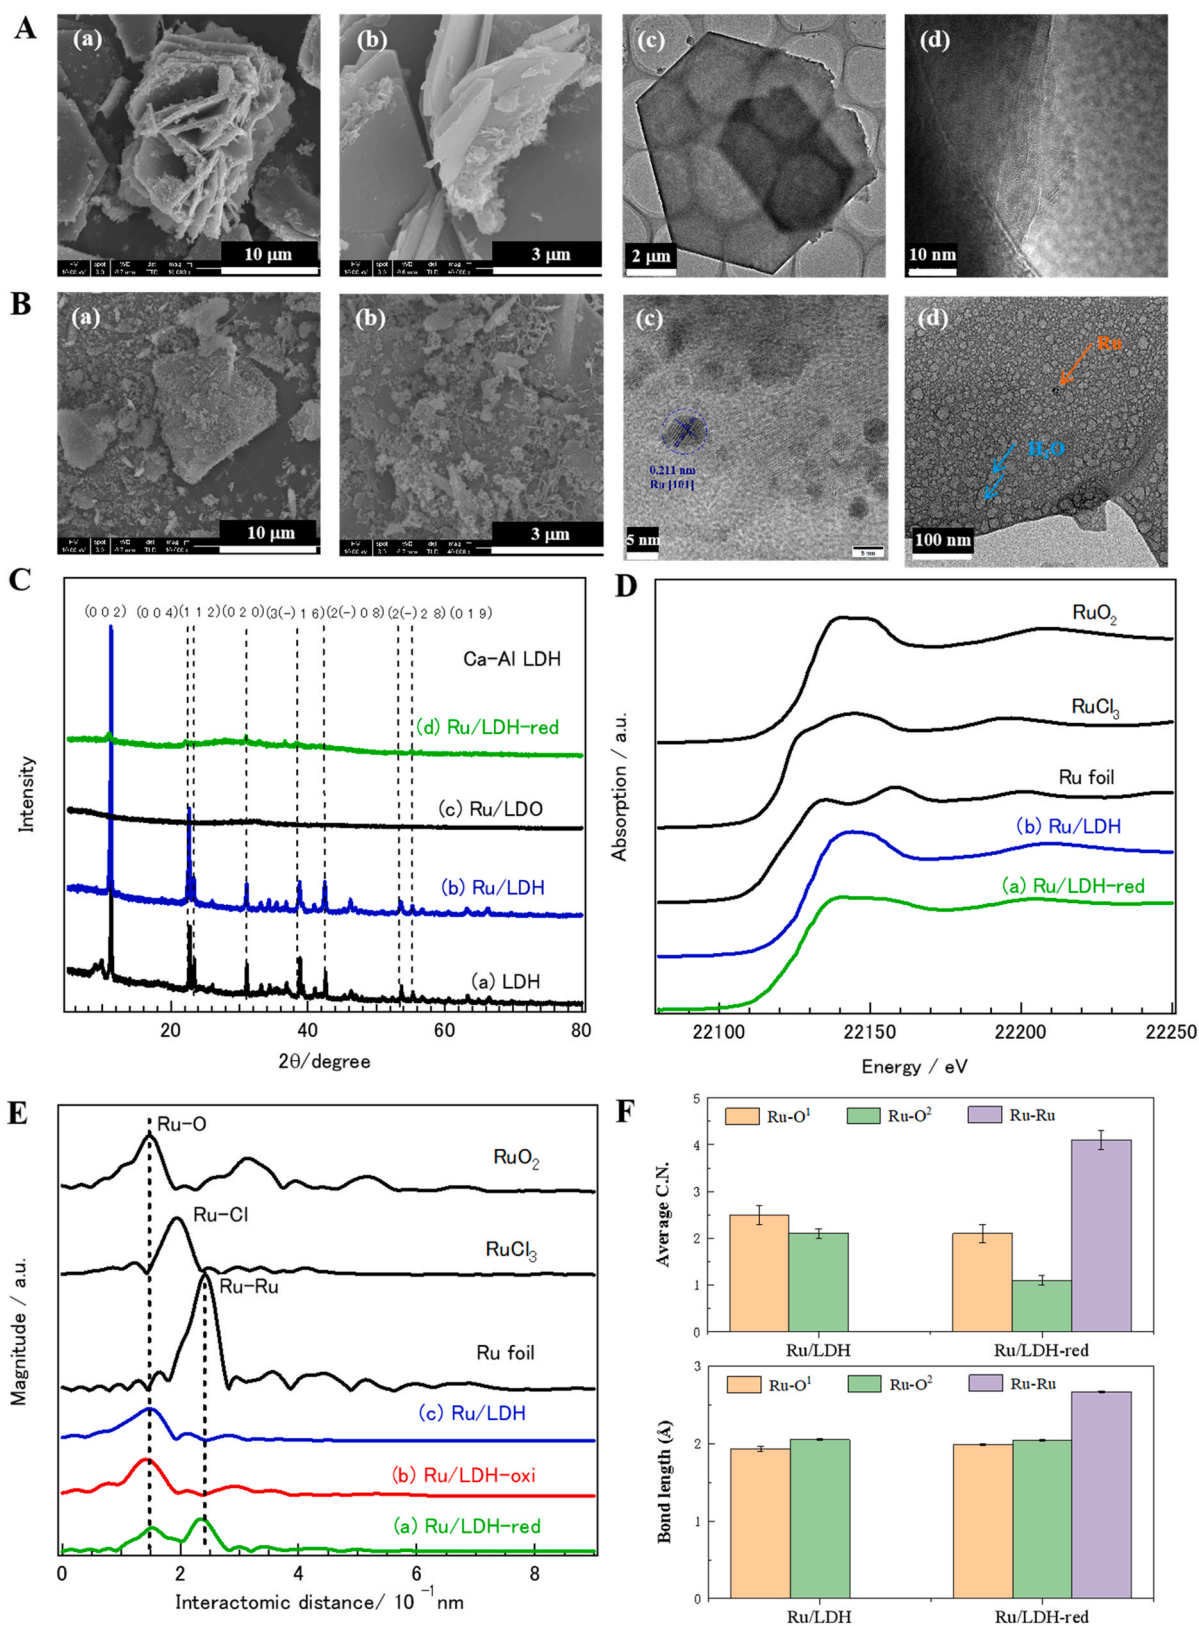 A
(a)
(b)
(c)
(d)
10 μm
3 μm
2 μm
10 nm
B
(a)
(b)
(c)
(d)
0.211 nm
Ru [101]
Ru
H₂O
10 μm
3 μm
5 nm
5 nm
100 nm
C
(0 0 2) (0 0 4)(1 1 2)(0 2 0)(3(-)1 6)(2(-)0 8)(2(-)2 8)(0 1 9)
Ca-Al LDH
(d) Ru/LDH-red
(c) Ru/LDO
(b) Ru/LDH
(a) LDH
Intensity
20 40 60 80
2θ/degree
D
RuO₂
RuCl₃
Ru foil
(b) Ru/LDH
(a) Ru/LDH-red
Absorption / a.u.
22100 22150 22200 22250
Energy / eV
E
Ru-O
RuO₂
Ru-Cl
RuCl₃
Ru-Ru
Ru foil
(c) Ru/LDH
(b) Ru/LDH-oxi
(a) Ru/LDH-red
Magnitude / a.u.
0 2 4 6 8
Interactomic distance/ 10⁻¹ nm
F
Ru-O¹ Ru-O² Ru-Ru
Average C.N.
5
4
3
2
1
0
Ru/LDH Ru/LDH-red
Ru-O¹ Ru-O² Ru-Ru
Bond length (Å)
3
2
1
0
Ru/LDH Ru/LDH-red